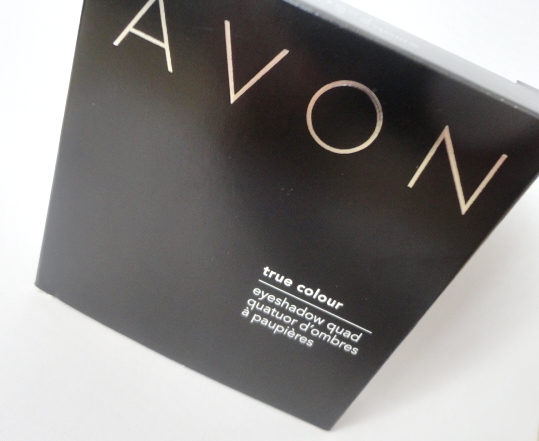 AVON
true colour
eyeshadow quad
quatuor d'ombres
à paupières